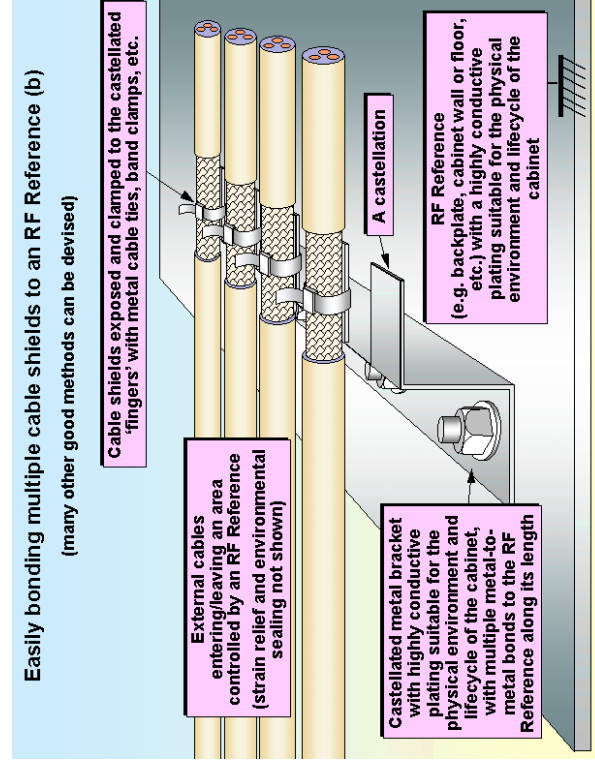 Easily bonding multiple cable shields to an RF Reference (b)
(many other good methods can be devised)
Cable shields exposed and clamped to the castellated
‘fingers’ with metal cable ties, band clamps, etc.
External cables
entering/leaving an area
controlled by an RF Reference
(strain relief and environmental
sealing not shown)
A castellation
Castellated metal bracket
with highly conductive
plating suitable for the
physical environment and
lifecycle of the cabinet,
with multiple metal-to-
metal bonds to the RF
Reference along its length
RF Reference
(e.g. backplate, cabinet wall or floor,
etc.) with a highly conductive
plating suitable for the physical
environment and lifecycle of the
cabinet